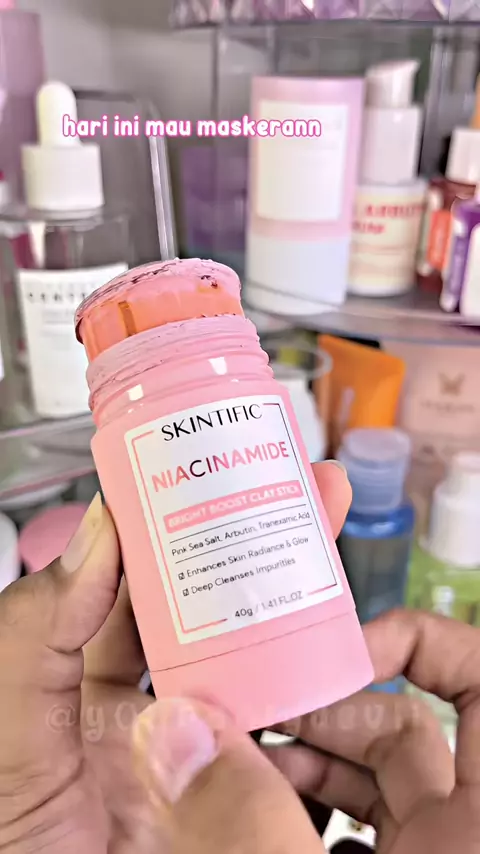 hari ini mau maskerann
SKINTIFIC
NIACINAMIDE
BRIGHT BOOST CLAY STICK
Pink Sea Salt, Arbutin, Tranexamic Acid
Enhances Skin Radiance & Glow
Deep Cleanses Impurities
40g / 1.41 FL.OZ